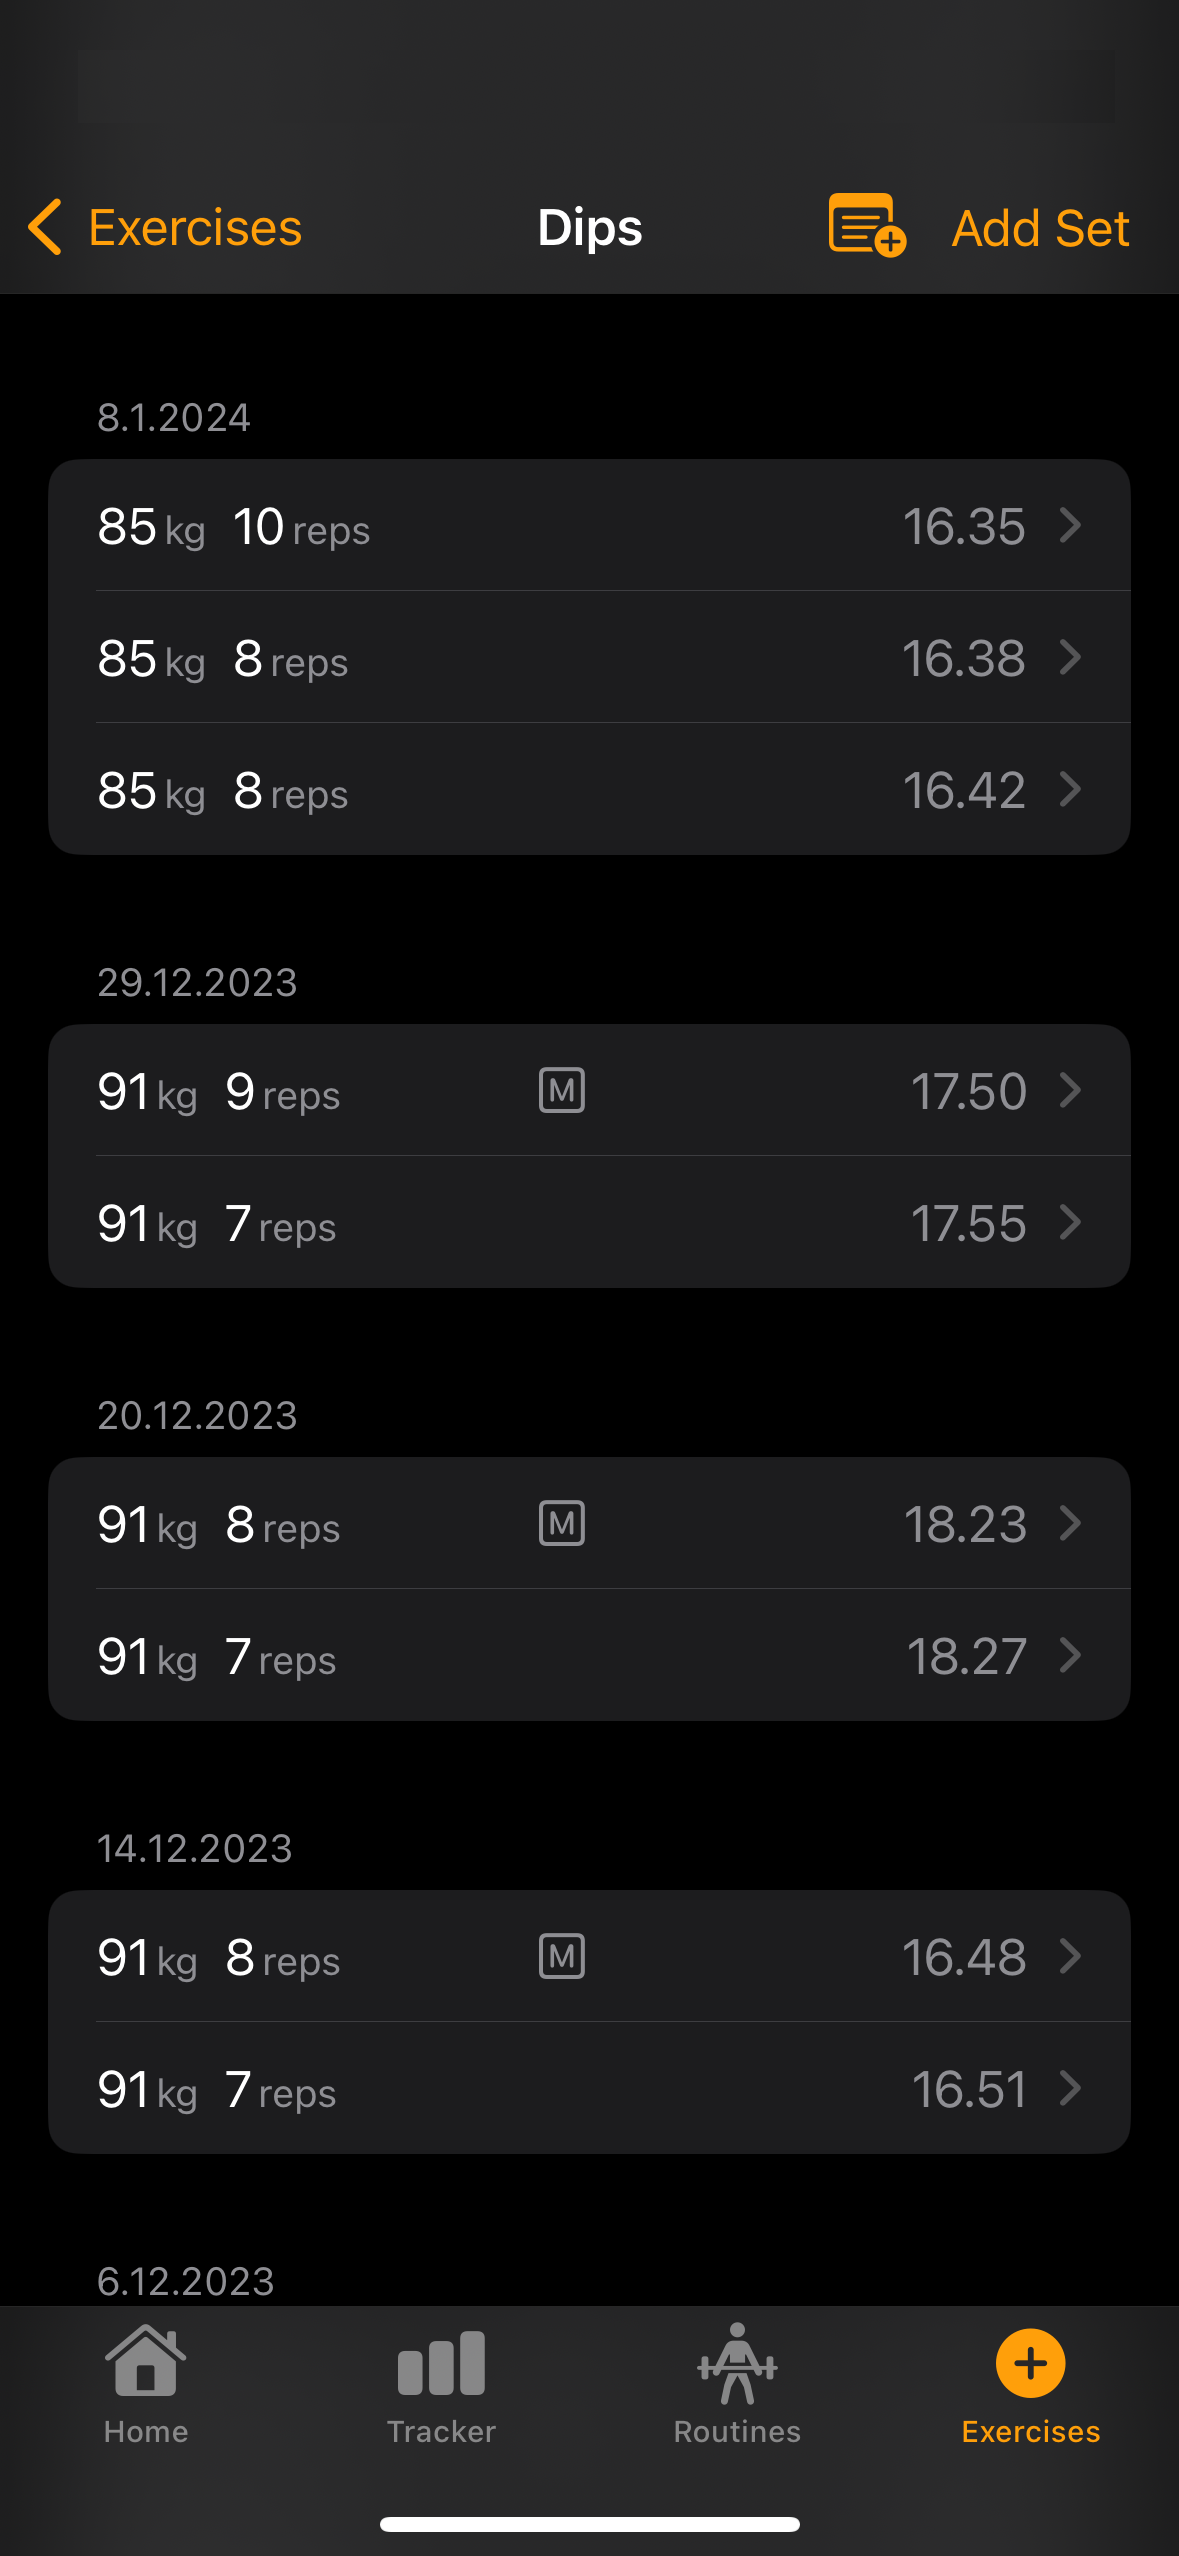 Exercises Dips Add Set
8.1.2024
85 kg 10 reps 16.35
85 kg 8 reps 16.38
85 kg 8 reps 16.42
29.12.2023
91 kg 9 reps M 17.50
91 kg 7 reps 17.55
20.12.2023
91 kg 8 reps M 18.23
91 kg 7 reps 18.27
14.12.2023
91 kg 8 reps M 16.48
91 kg 7 reps 16.51
6.12.2023
Home Tracker Routines Exercises